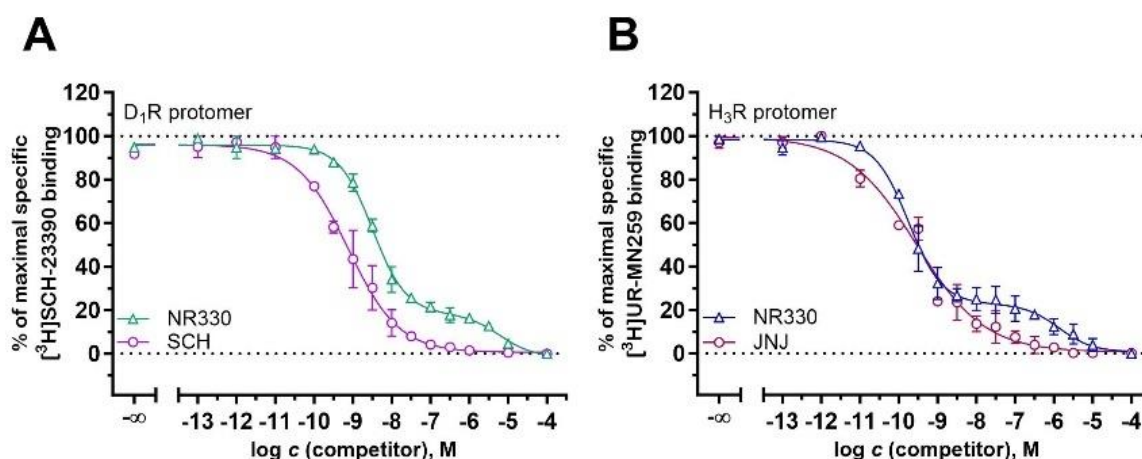 A
B
D₁R protomer
H₃R protomer
% of maximal specific
[³H]SCH-23390 binding
120
100
80
60
40
20
0
NR330
SCH
-∞
-13 -12 -11 -10 -9 -8 -7 -6 -5 -4
log c (competitor), M
% of maximal specific
[³H]UR-MN259 binding
120
100
80
60
40
20
0
NR330
JNJ
-∞
-13 -12 -11 -10 -9 -8 -7 -6 -5 -4
log c (competitor), M